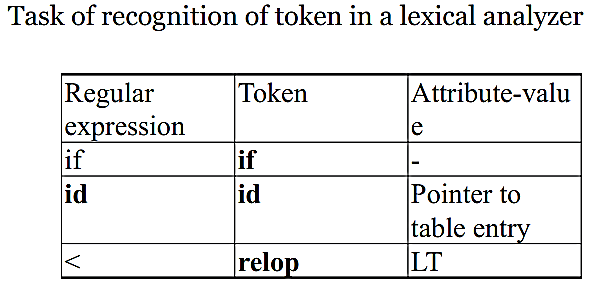 Task of recognition of token in a lexical analyzer
Regular expression Token Attribute-valu
e
if if -
id id Pointer to
table entry
< relop LT